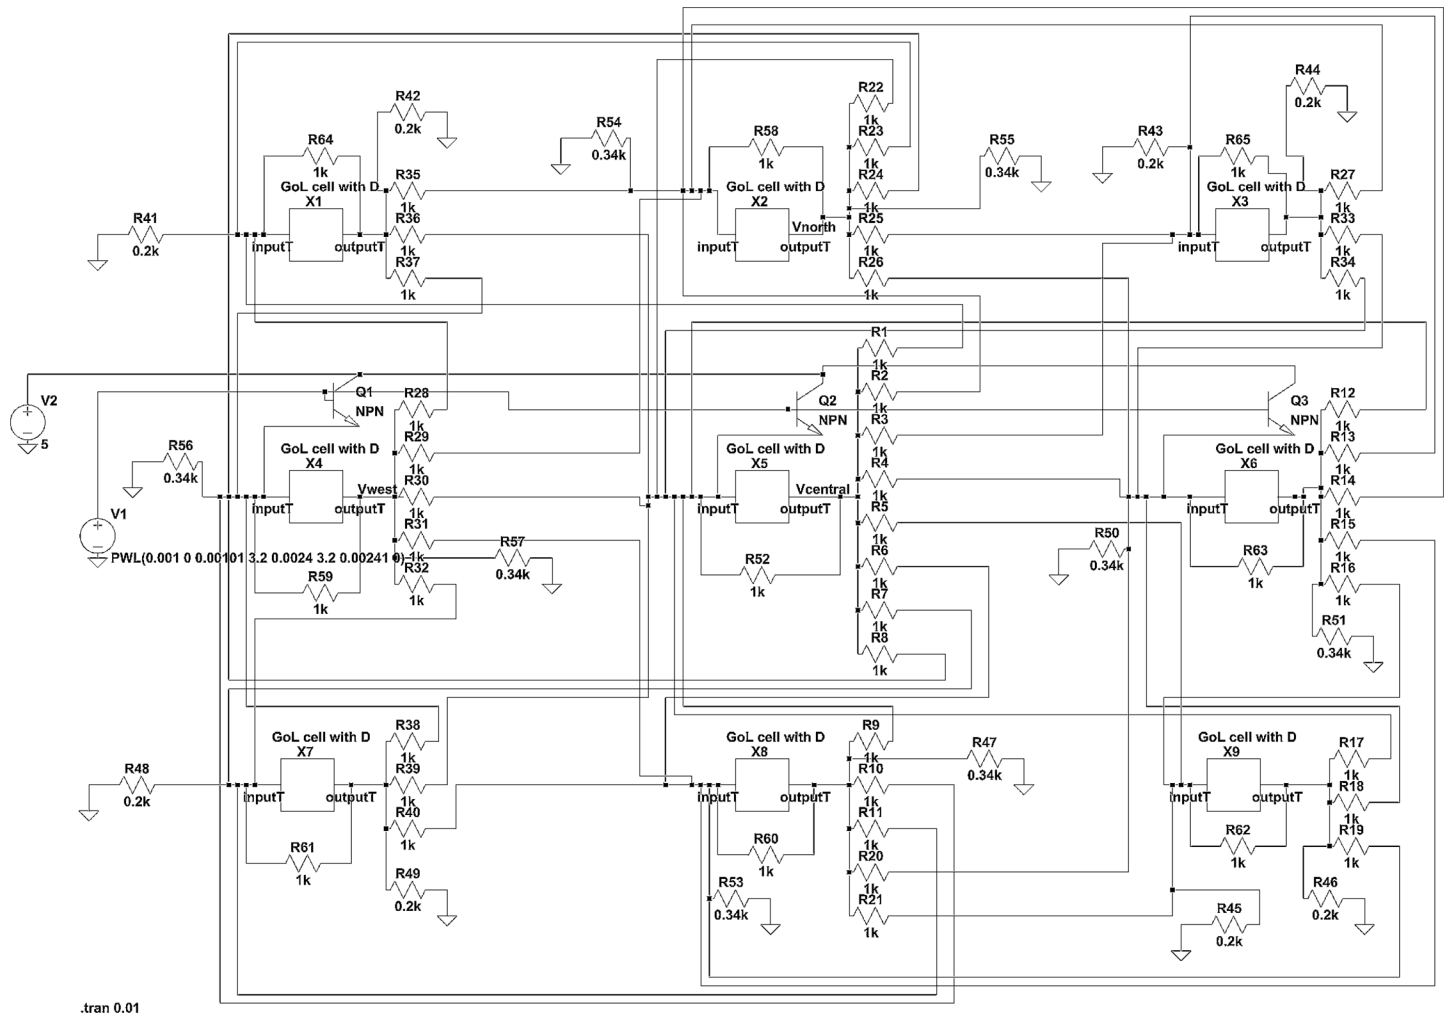 R44
0.2k
R42
0.2k
R22
1k
R54
0.34k
R58
1k
R23
1k
R55
0.34k
R43
0.2k
R65
1k
R64
1k
GoL cell with D
X1
R35
1k
GoL cell with D
X2
R24
1k
GoL cell with D
X3
R27
1k
R41
0.2k
inputT
outputT
R36
1k
inputT
Vnorth
outputT
R25
1k
inputT
outputT
R33
1k
R37
1k
R26
1k
R34
1k
R1
1k
V2
5
Q1
NPN
R28
1k
Q2
NPN
R2
1k
Q3
NPN
R12
1k
R56
0.34k
GoL cell with D
X4
R29
1k
GoL cell with D
X5
R3
1k
GoL cell with D
X6
R13
1k
inputT
Vwest
outputT
R30
1k
inputT
Vcentral
outputT
R4
1k
inputT
outputT
R14
1k
V1
PWL(0.001 0 0.00101 3.2 0.0024 3.2 0.00241 0)
R31
1k
R57
0.34k
R5
1k
R50
0.34k
R15
1k
R59
1k
R32
1k
R52
1k
R6
1k
R63
1k
R16
1k
R7
1k
R51
0.34k
R8
1k
GoL cell with D
X7
R38
1k
GoL cell with D
X8
R9
1k
R47
0.34k
GoL cell with D
X9
R17
1k
R48
0.2k
inputT
outputT
R39
1k
inputT
outputT
R10
1k
inputT
outputT
R18
1k
R61
1k
R40
1k
R60
1k
R11
1k
R62
1k
R19
1k
R49
0.2k
R53
0.34k
R20
1k
R46
0.2k
R21
1k
R45
0.2k
.tran 0.01